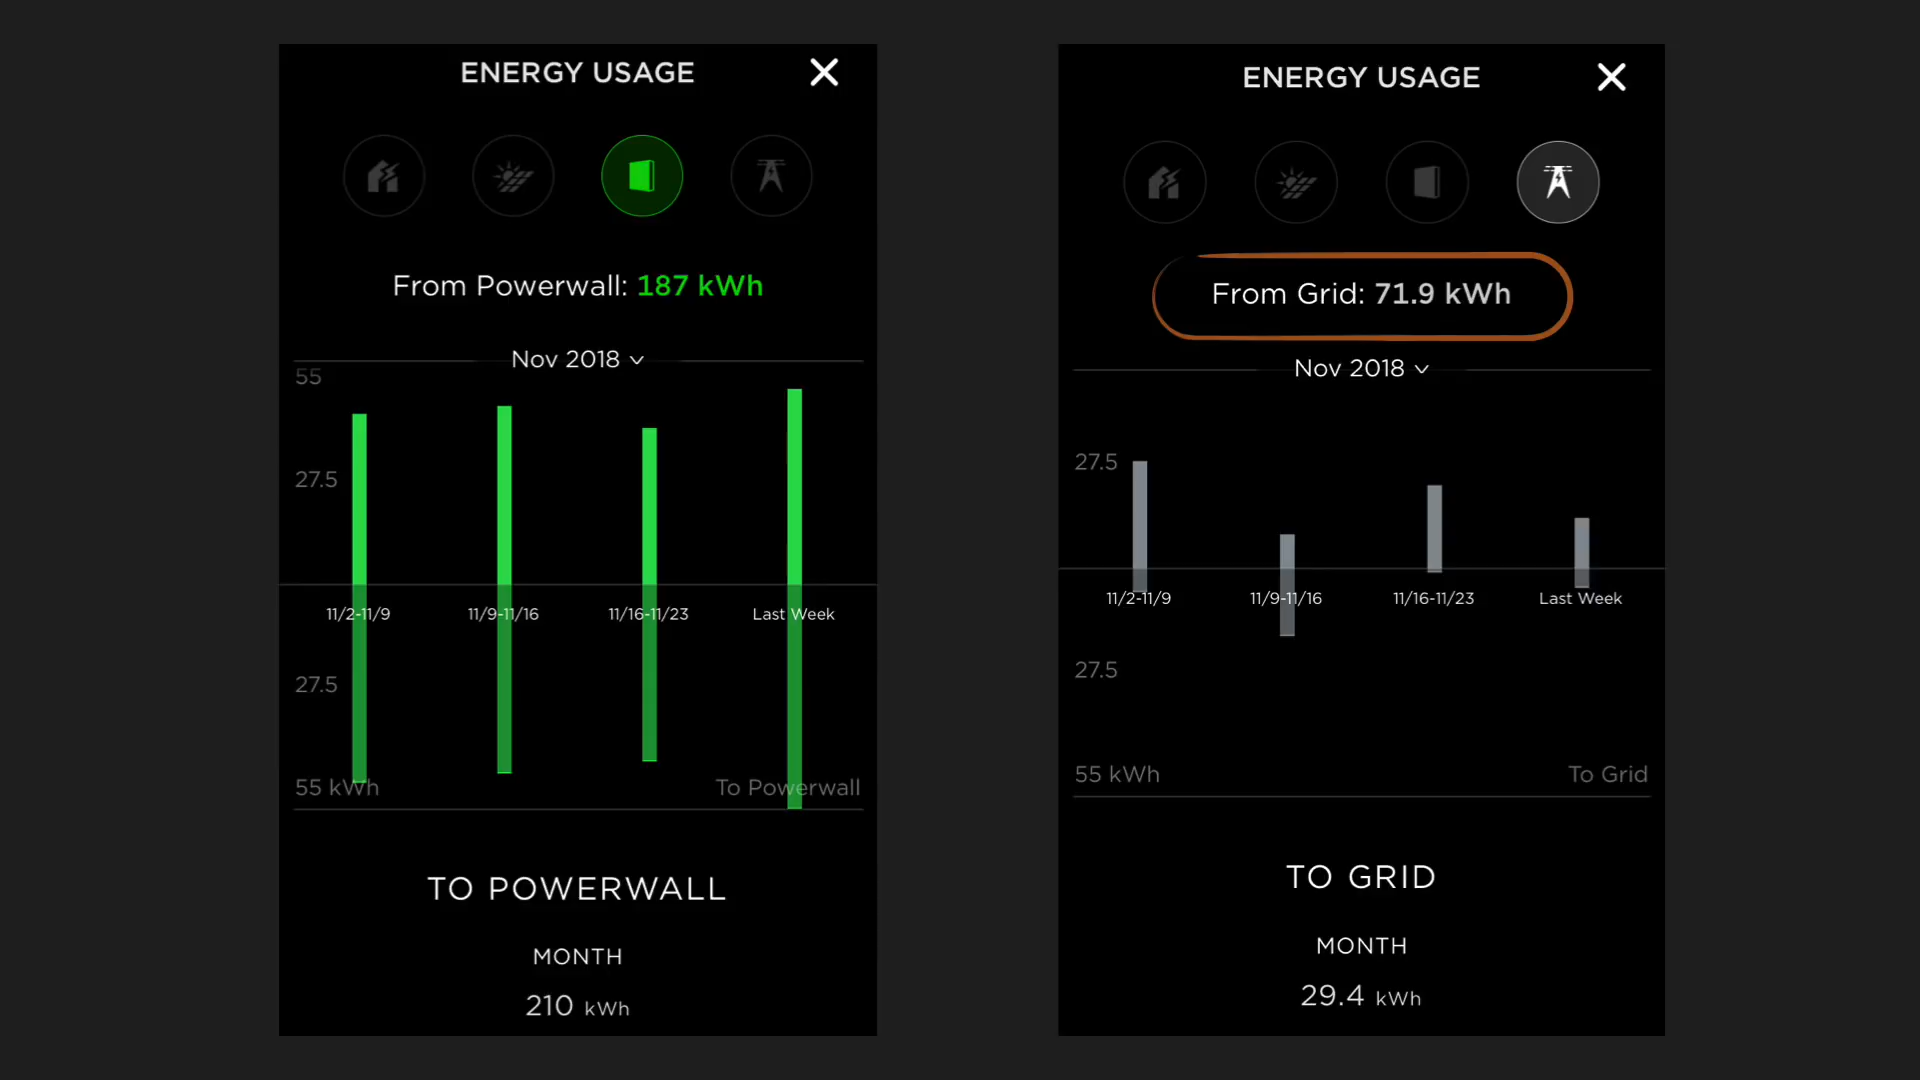 ENERGY USAGE
From Powerwall: 187 kWh
Nov 2018
55
27.5
11/2-11/9 11/9-11/16 11/16-11/23 Last Week
27.5
55 kWh To Powerwall
TO POWERWALL
MONTH
210 kWh
ENERGY USAGE
From Grid: 71.9 kWh
Nov 2018
27.5
11/2-11/9 11/9-11/16 11/16-11/23 Last Week
27.5
55 kWh To Grid
TO GRID
MONTH
29.4 kWh